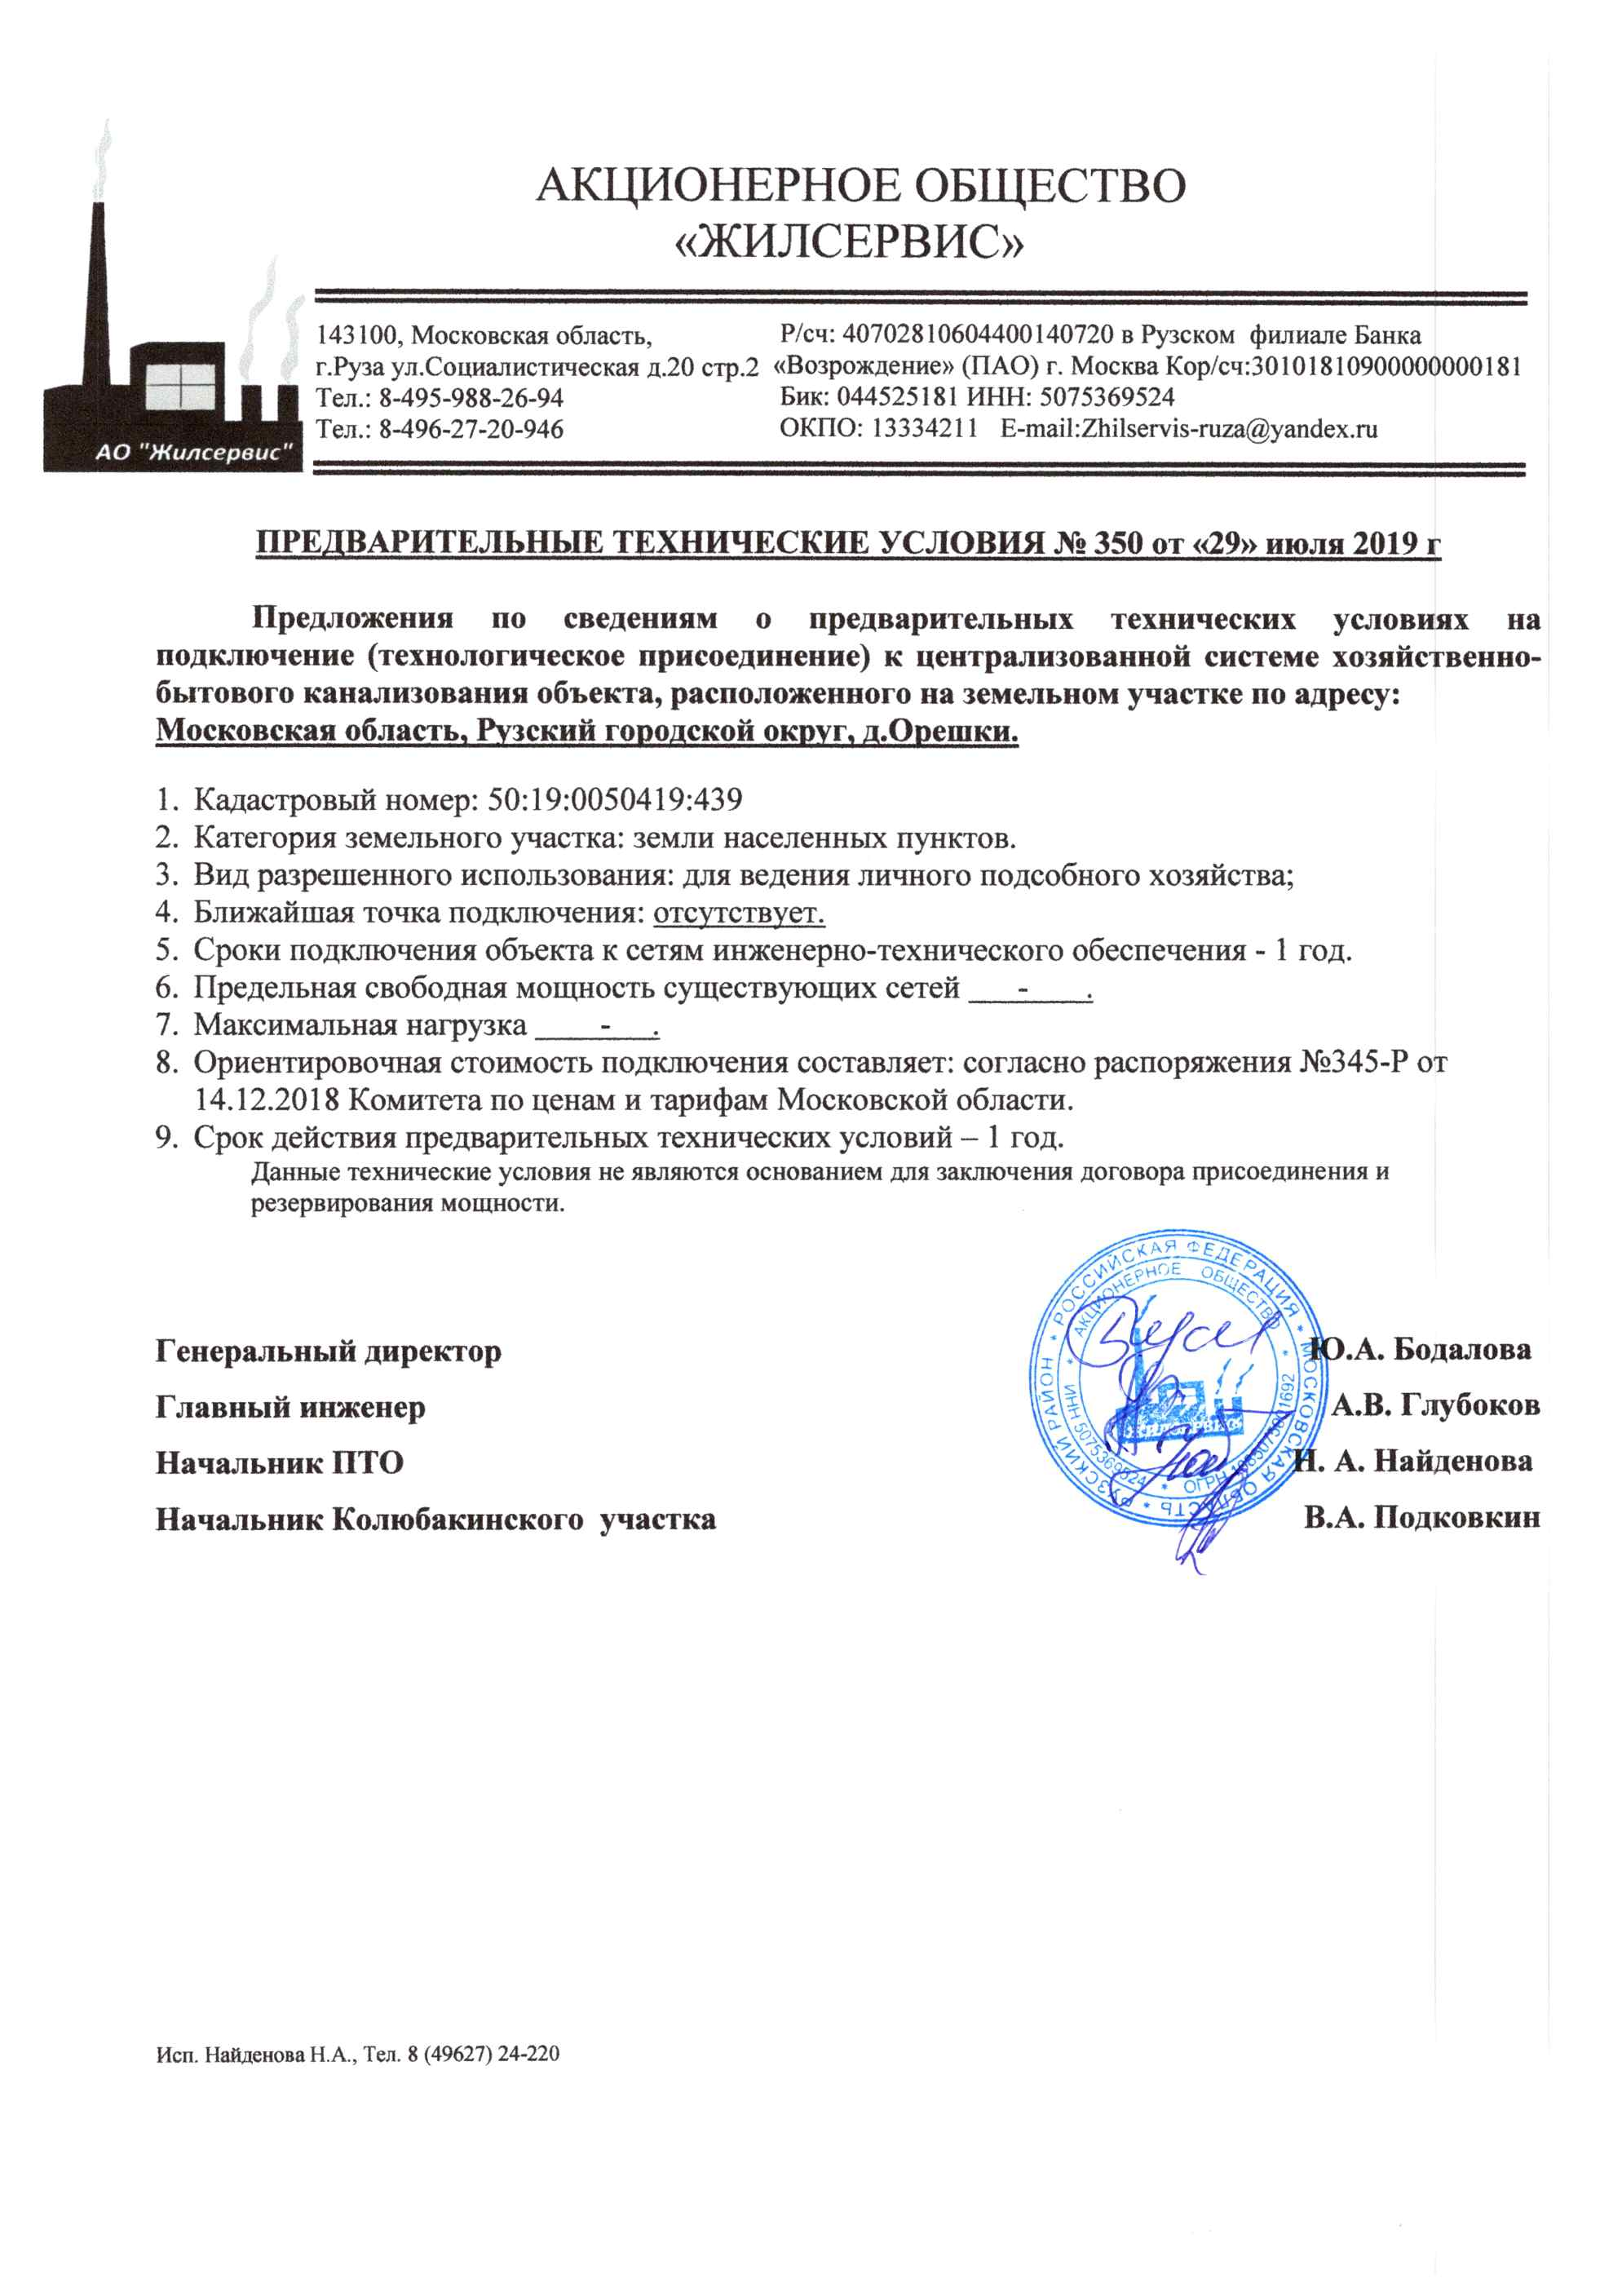 АКЦИОНЕРНОЕ ОБЩЕСТВО
«ЖИЛСЕРВИС»
АО "Жилсервис"
143100, Московская область,
г.Руза ул.Социалистическая д.20 стр.2
Тел.: 8-495-988-26-94
Тел.: 8-496-27-20-946
Р/сч: 40702810604400140720 в Рузском филиале Банка
«Возрождение» (ПАО) г. Москва Кор/сч:30101810900000000181
Бик: 044525181 ИНН: 5075369524
ОКПО: 13334211 E-mail:Zhilservis-ruza@yandex.ru
ПРЕДВАРИТЕЛЬНЫЕ ТЕХНИЧЕСКИЕ УСЛОВИЯ № 350 от «29» июля 2019 г
Предложения по сведениям о предварительных технических условиях на
подключение (технологическое присоединение) к централизованной системе хозяйственно-
бытового канализования объекта, расположенного на земельном участке по адресу:
Московская область, Рузский городской округ, д.Орешки.
1. Кадастровый номер: 50:19:0050419:439
2. Категория земельного участка: земли населенных пунктов.
3. Вид разрешенного использования: для ведения личного подсобного хозяйства;
4. Ближайшая точка подключения: отсутствует.
5. Сроки подключения объекта к сетям инженерно-технического обеспечения - 1 год.
6. Предельная свободная мощность существующих сетей ___-____.
7. Максимальная нагрузка ____-___.
8. Ориентировочная стоимость подключения составляет: согласно распоряжения №345-Р от
14.12.2018 Комитета по ценам и тарифам Московской области.
9. Срок действия предварительных технических условий – 1 год.
Данные технические условия не являются основанием для заключения договора присоединения и
резервирования мощности.
Генеральный директор Ю.А. Бодалова
Главный инженер А.В. Глубоков
Начальник ПТО Н. А. Найденова
Начальник Колюбакинского участка В.А. Подковкин
* РОССИЙСКАЯ ФЕДЕРАЦИЯ * МОСКОВСКАЯ ОБЛАСТЬ * РУЗСКИЙ РАЙОН
* АКЦИОНЕРНОЕ ОБЩЕСТВО *
ИНН 5075369524 * ОГРН
Исп. Найденова Н.А., Тел. 8 (49627) 24-220